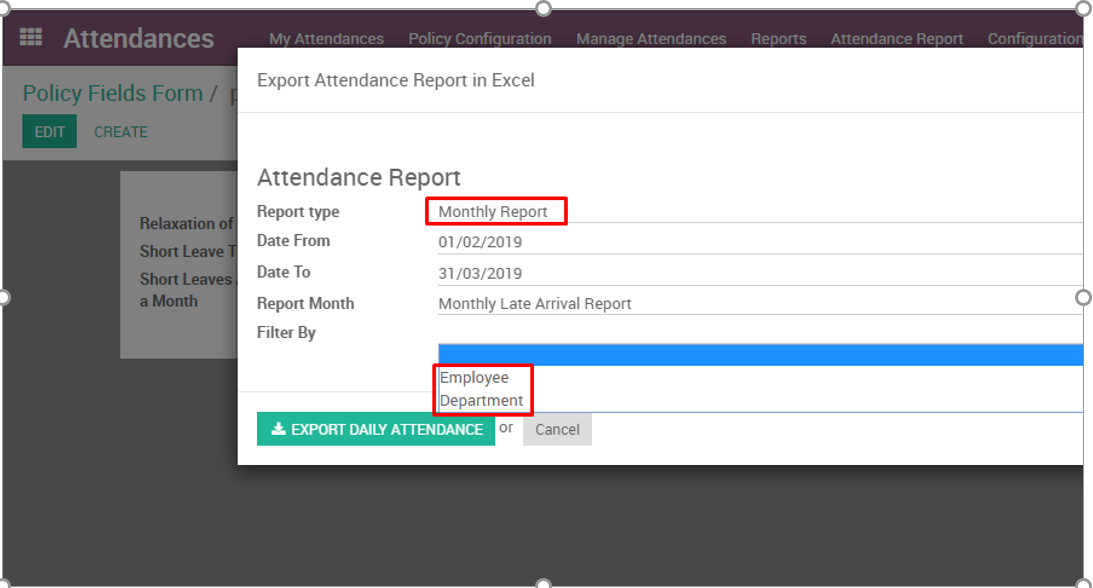 Attendances My Attendances Policy Configuration Manage Attendances Reports Attendance Report Configuration
Export Attendance Report in Excel
Policy Fields Form /
EDIT CREATE
Attendance Report
Report type Monthly Report
Date From 01/02/2019
Date To 31/03/2019
Report Month Monthly Late Arrival Report
Filter By
Employee
Department
EXPORT DAILY ATTENDANCE or Cancel
Relaxation of
Short Leave T
Short Leaves
a Month